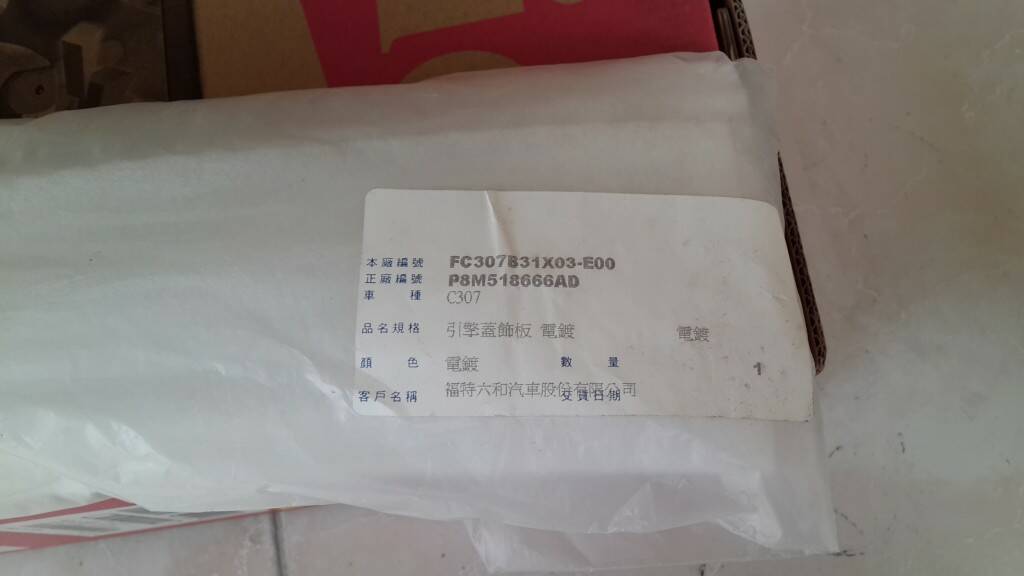 本廠編號 FC307B31X03-E00
正廠編號 P8M518666AD
車種 C307
品名規格 引擎蓋飾板 電鍍 電鍍
顏色 電鍍 數量 1
客戶名稱 福特六和汽車股份有限公司 交貨日期